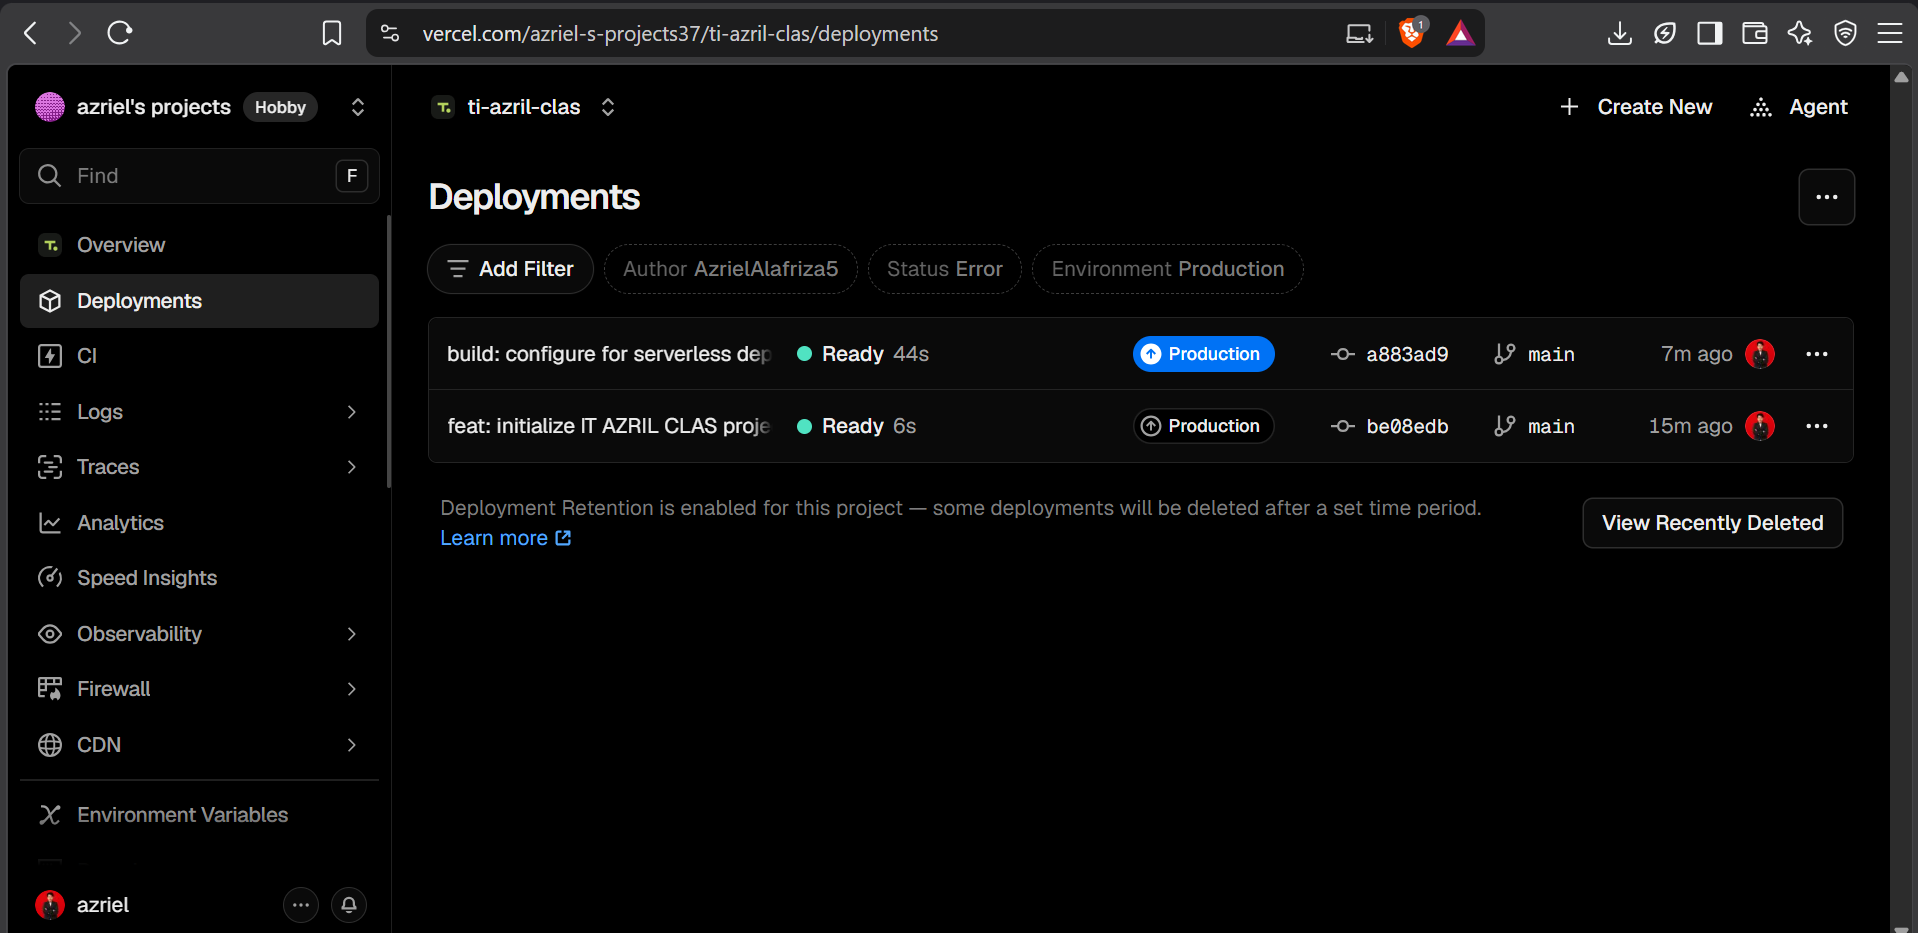 vercel.com/azriel-s-projects37/ti-azril-clas/deployments
1
azriel's projects Hobby
T. ti-azril-clas
Create New
Agent
Find F
Deployments
T. Overview
Add Filter
Author AzrielAlafriza5
Status Error
Environment Production
Deployments
build: configure for serverless dep Ready 44s Production a883ad9 main 7m ago
CI
Logs
feat: initialize IT AZRIL CLAS proje Ready 6s Production be08edb main 15m ago
Traces
Deployment Retention is enabled for this project — some deployments will be deleted after a set time period.
Learn more
View Recently Deleted
Analytics
Speed Insights
Observability
Firewall
CDN
Environment Variables
azriel